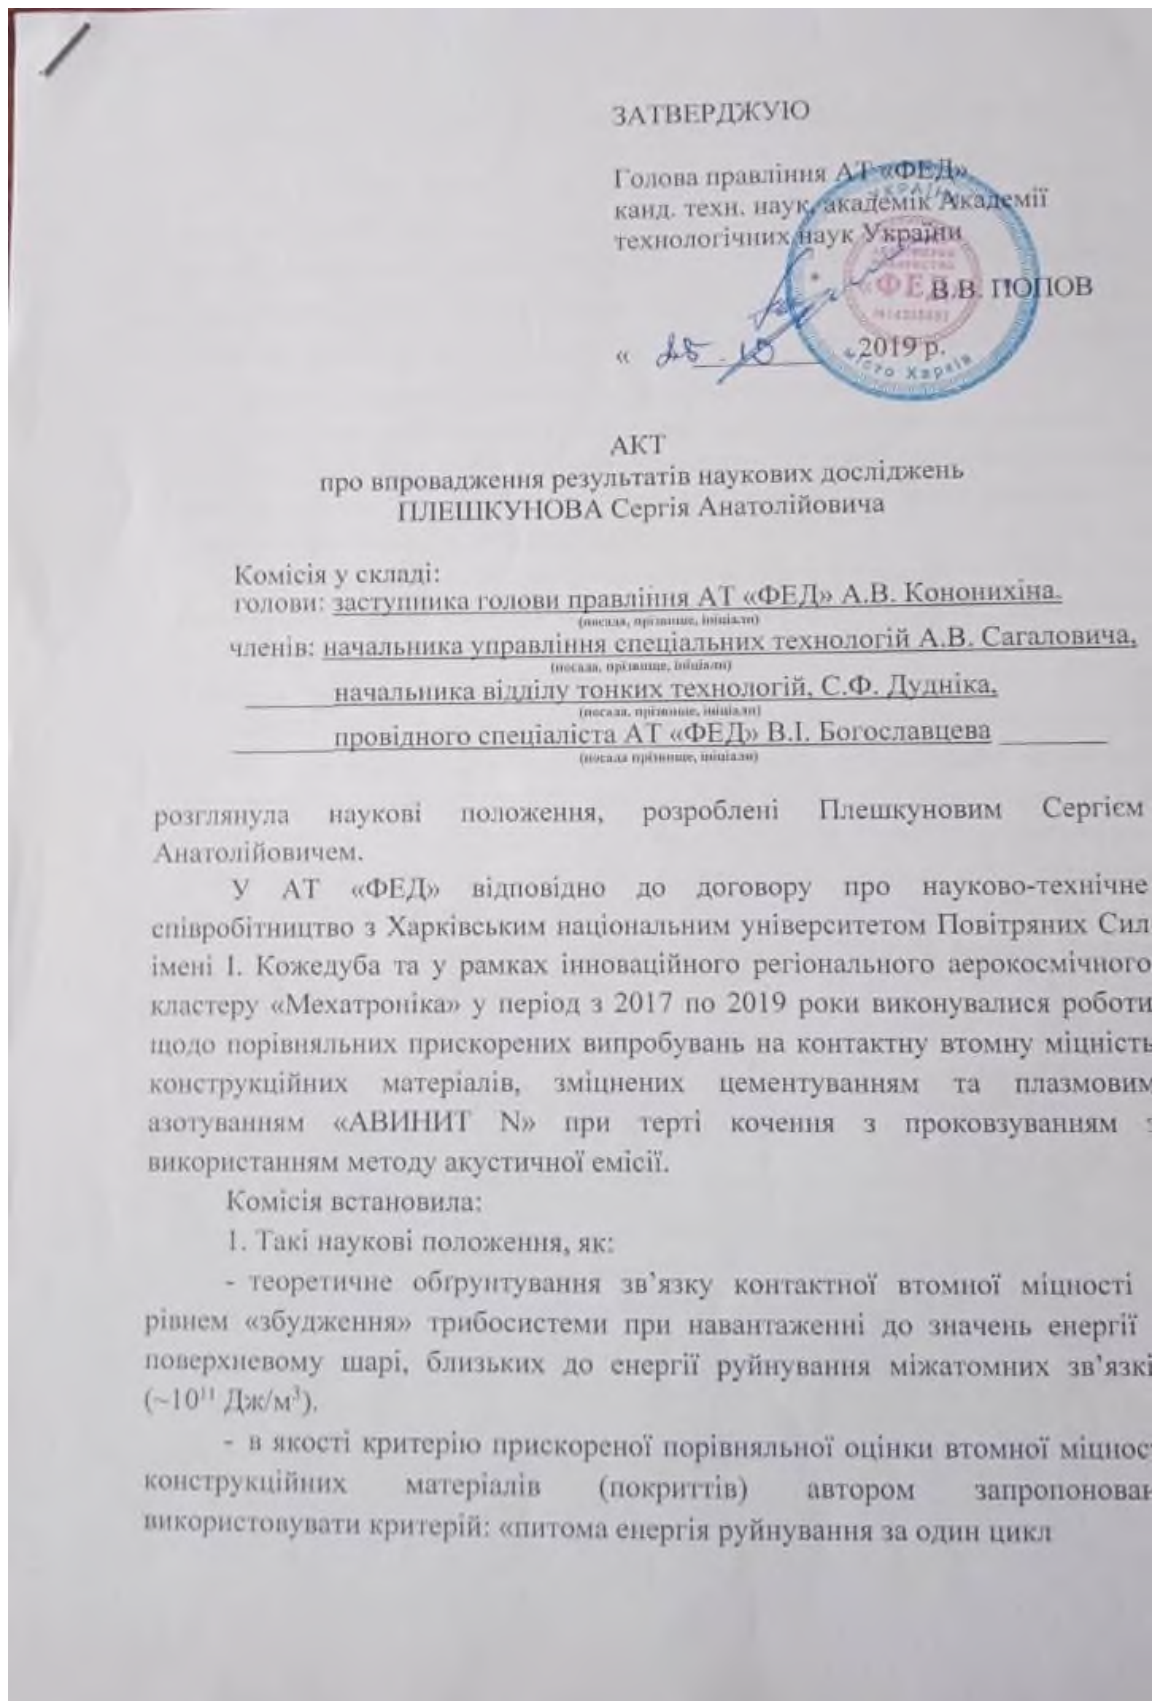 ЗАТВЕРДЖУЮ
Голова правління АТ «ФЕД»
канд. техн. наук, академік Академії
технологічних наук України
УКРАЇНА
«ФЕД»
В.В. ПОПОВ
« 25 . 10 2019 р.
місто Харків
АКТ
про впровадження результатів наукових досліджень
ПЛЕШКУНОВА Сергія Анатолійовича
Комісія у складі:
голови: заступника голови правління АТ «ФЕД» А.В. Кононихіна,
(посада, прізвище, ініціали)
членів: начальника управління спеціальних технологій А.В. Сагаловича,
(посада, прізвище, ініціали)
начальника відділу тонких технологій, С.Ф. Дудніка,
(посада, прізвище, ініціали)
провідного спеціаліста АТ «ФЕД» В.І. Богославцева
(посада прізвище, ініціали)
розглянула наукові положення, розроблені Плешкуновим Сергієм
Анатолійовичем.
У АТ «ФЕД» відповідно до договору про науково-технічне
співробітництво з Харківським національним університетом Повітряних Сил
імені І. Кожедуба та у рамках інноваційного регіонального аерокосмічного
кластеру «Мехатроніка» у період з 2017 по 2019 роки виконувалися роботи
щодо порівняльних прискорених випробувань на контактну втомну міцність
конструкційних матеріалів, зміцнених цементуванням та плазмовим
азотуванням «АВИНИТ N» при терті кочення з проковзуванням з
використанням методу акустичної емісії.
Комісія встановила:
1. Такі наукові положення, як:
- теоретичне обґрунтування зв’язку контактної втомної міцності
рівнем «збудження» трибосистеми при навантаженні до значень енергії
поверхневому шарі, близьких до енергії руйнування міжатомних зв’язкі
(~10¹¹ Дж/м³).
- в якості критерію прискореної порівняльної оцінки втомної міцнос
конструкційних матеріалів (покриттів) автором запропонован
використовувати критерій: «питома енергія руйнування за один цикл